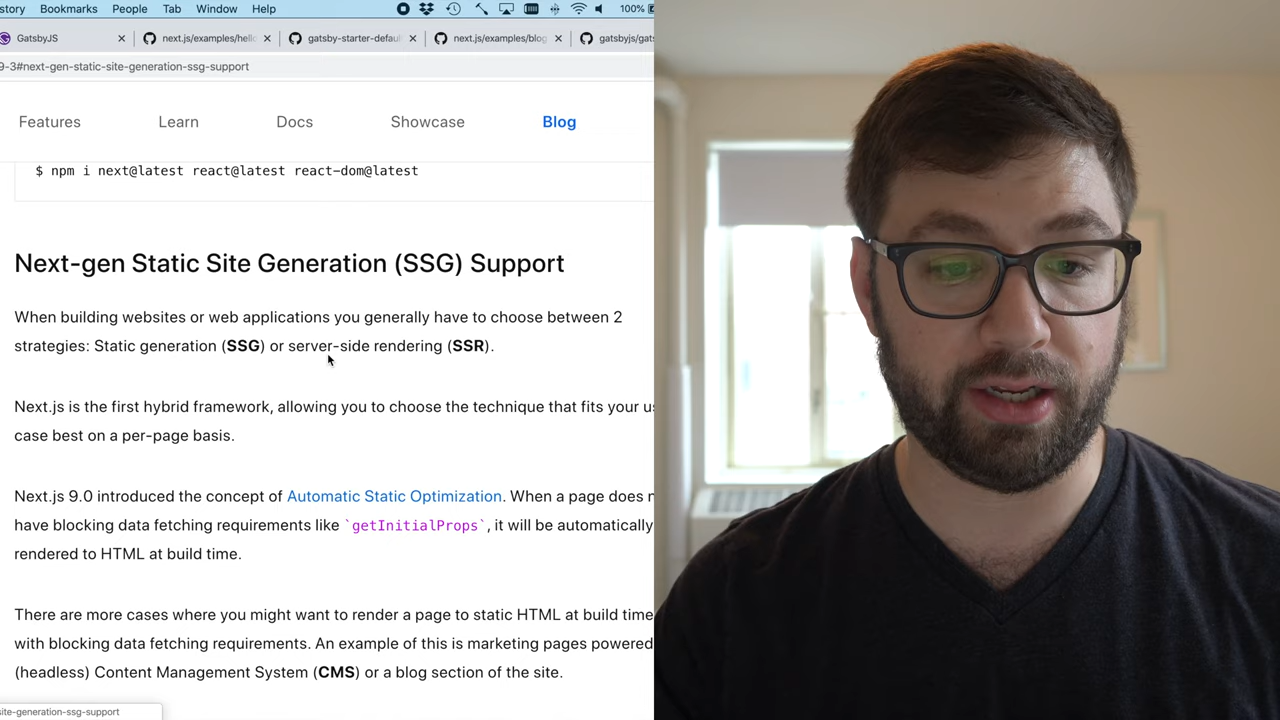 story Bookmarks People Tab Window Help 100%
GatsbyJS next.js/examples/hell gatsby-starter-defau next.js/examples/blog gatsbyjs/gats
9-3#next-gen-static-site-generation-ssg-support
Features Learn Docs Showcase Blog
$ npm i next@latest react@latest react-dom@latest
Next-gen Static Site Generation (SSG) Support
When building websites or web applications you generally have to choose between 2
strategies: Static generation (SSG) or server-side rendering (SSR).
Next.js is the first hybrid framework, allowing you to choose the technique that fits your us
case best on a per-page basis.
Next.js 9.0 introduced the concept of Automatic Static Optimization. When a page does n
have blocking data fetching requirements like `getInitialProps`, it will be automatically
rendered to HTML at build time.
There are more cases where you might want to render a page to static HTML at build time
with blocking data fetching requirements. An example of this is marketing pages powered
(headless) Content Management System (CMS) or a blog section of the site.
site-generation-ssg-support